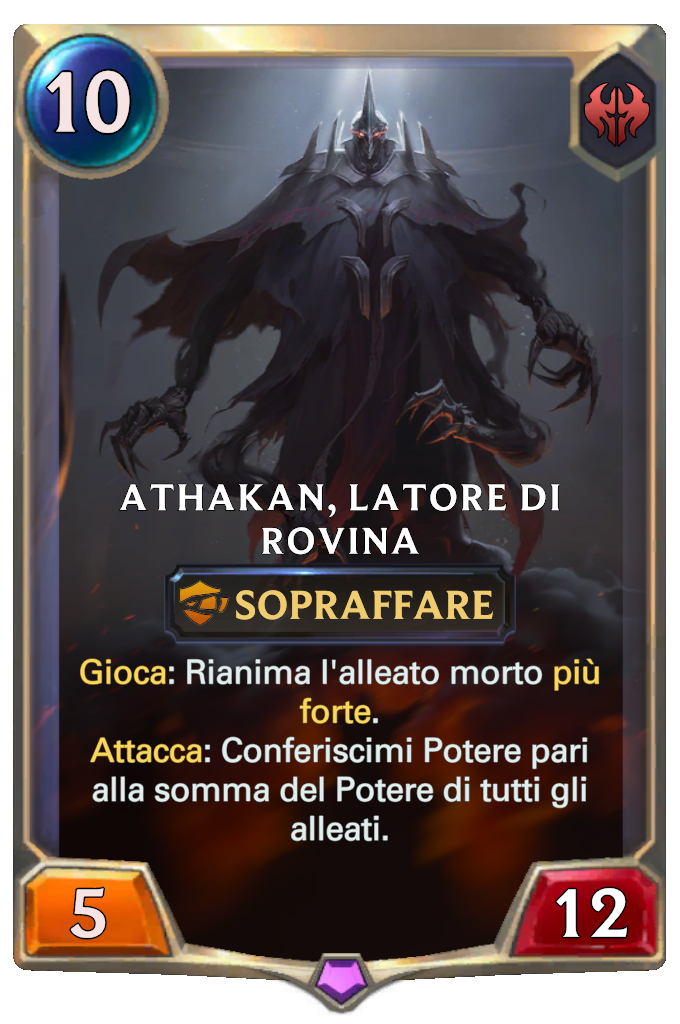 10
ATHAKAN, LATORE DI
ROVINA
SOPRAFFARE
Gioca: Rianima l'alleato morto più
forte.
Attacca: Conferiscimi Potere pari
alla somma del Potere di tutti gli
alleati.
5
12